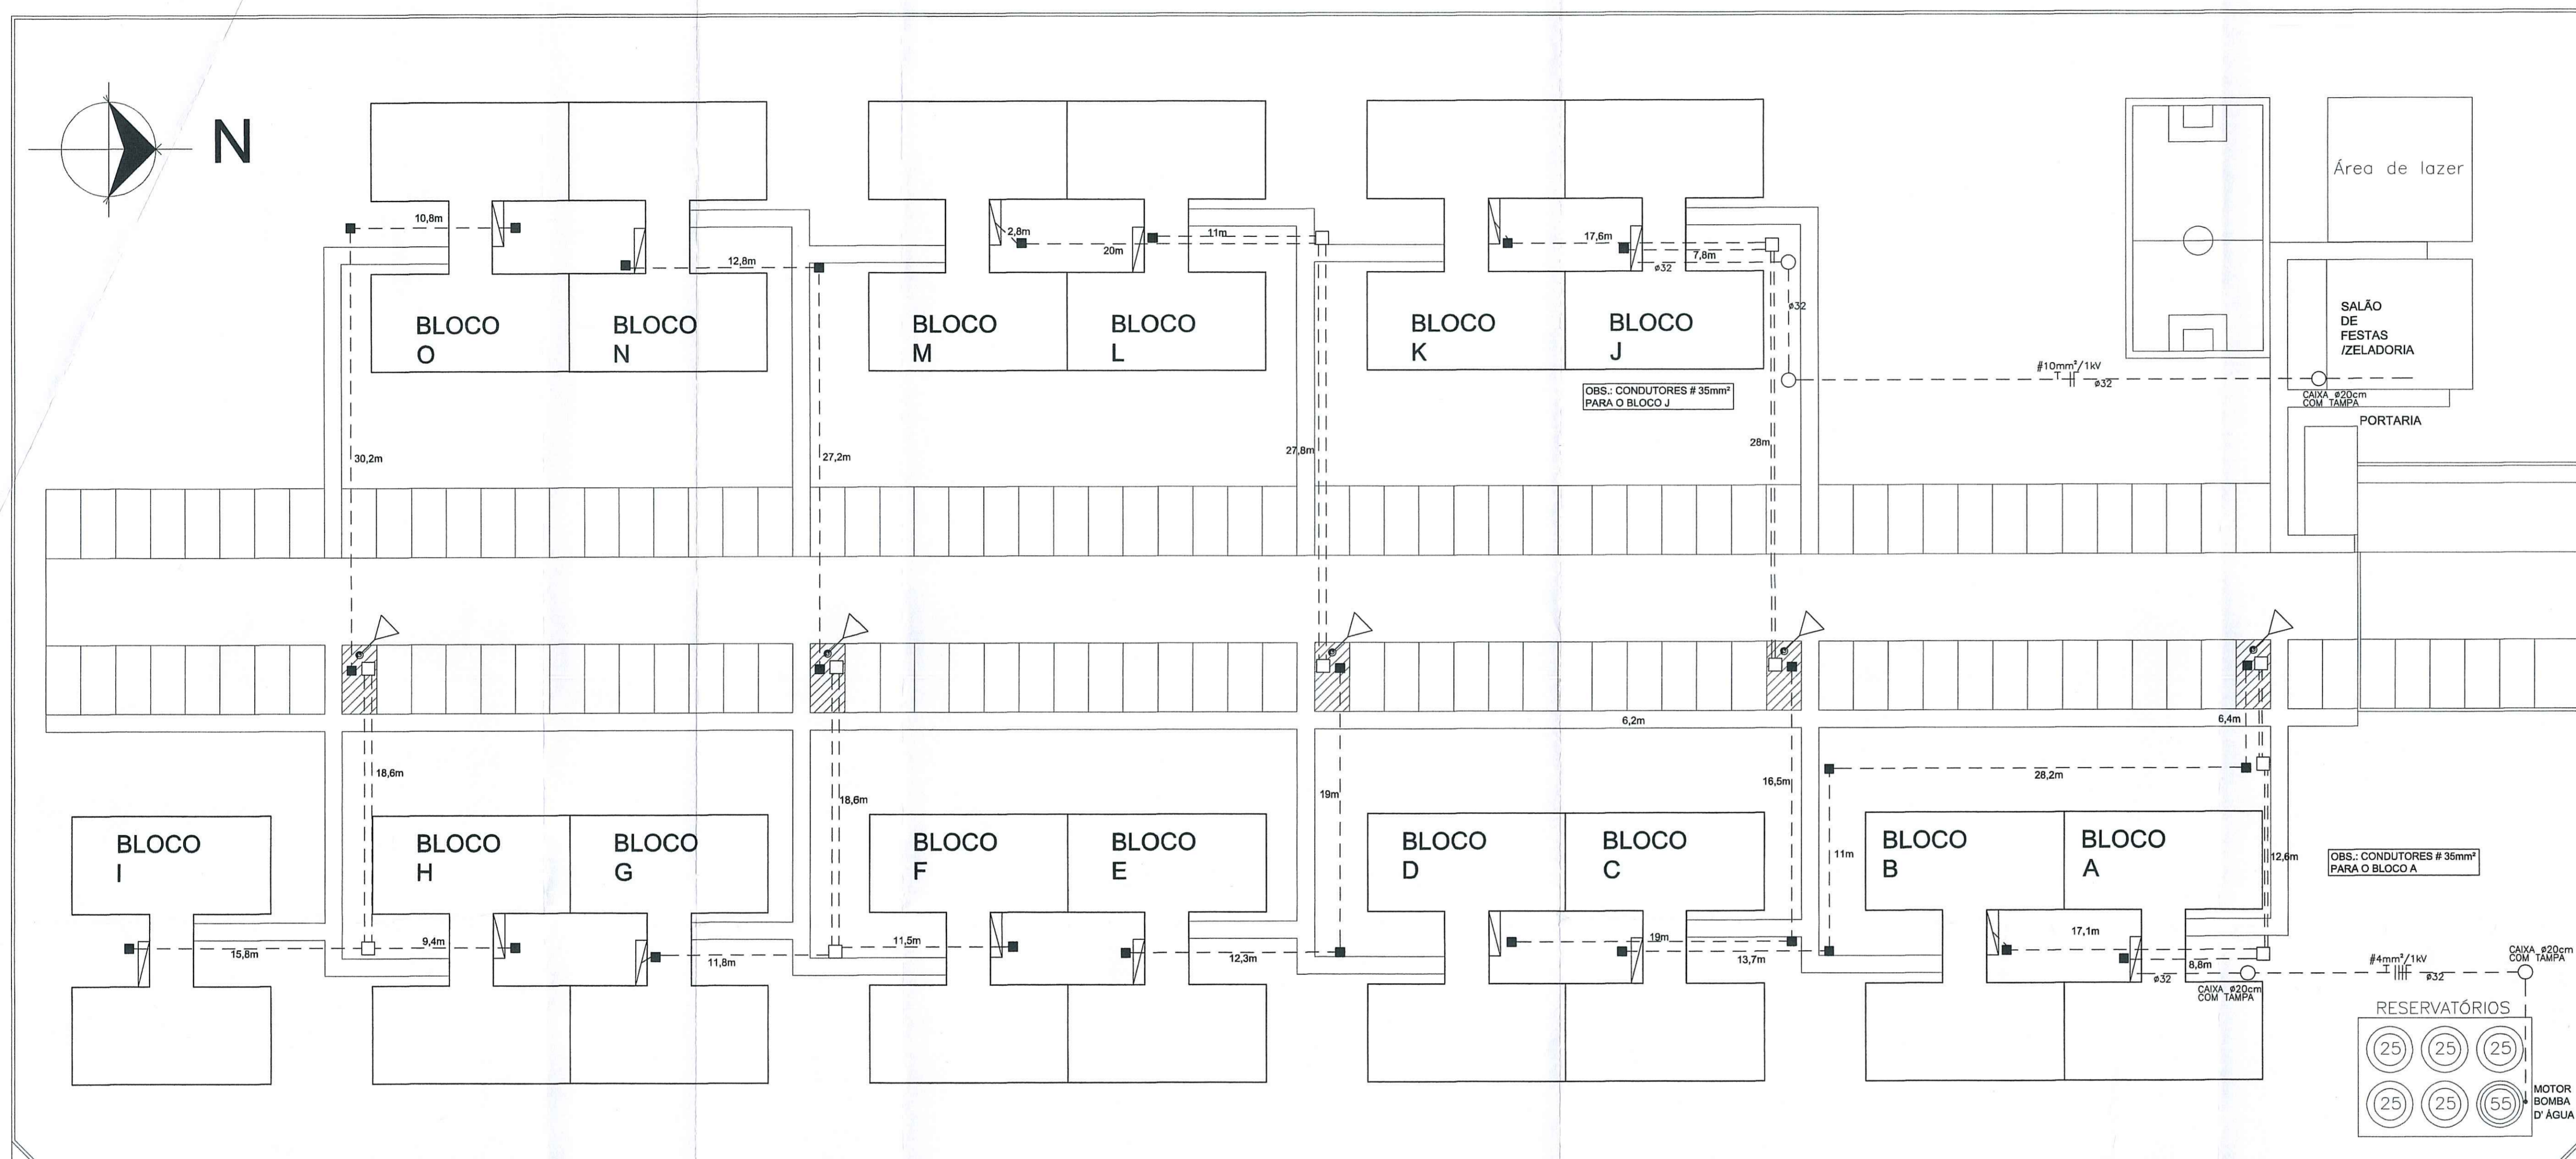 N
Área de lazer
10,8m
12,8m
2,8m
20m
11m
17,6m
7,8m
ø32
ø32
BLOCO
O
BLOCO
N
BLOCO
M
BLOCO
L
BLOCO
K
BLOCO
J
SALÃO
DE
FESTAS
/ZELADORIA
#10mm²/1kV
ø32
CAIXA ø20cm
COM TAMPA
OBS.: CONDUTORES # 35mm²
PARA O BLOCO J
PORTARIA
30,2m
27,2m
27,8m
28m
6,2m
6,4m
18,6m
18,6m
19m
16,5m
28,2m
BLOCO
I
BLOCO
H
BLOCO
G
BLOCO
F
BLOCO
E
BLOCO
D
BLOCO
C
BLOCO
B
BLOCO
A
11m
12,6m
OBS.: CONDUTORES # 35mm²
PARA O BLOCO A
15,8m
9,4m
11,8m
11,5m
12,3m
19m
13,7m
17,1m
8,8m
ø32
CAIXA ø20cm
COM TAMPA
#4mm²/1kV
ø32
CAIXA ø20cm
COM TAMPA
RESERVATÓRIOS
25 25 25
25 25 55
MOTOR
BOMBA
D' ÁGUA